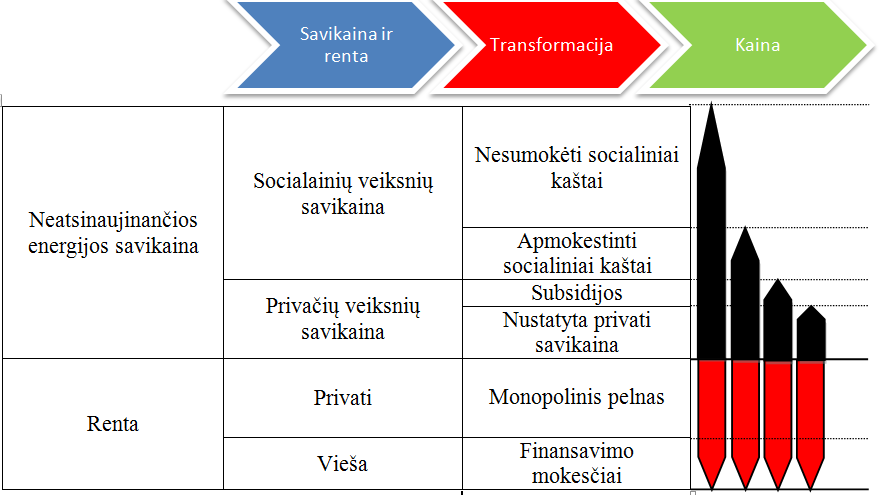 Savikaina ir
renta
Transformacija
Kaina
Neatsinaujinančios
energijos savikaina
Socialainių veiksnių
savikaina
Nesumokėti socialiniai
kaštai
Apmokestinti
socialiniai kaštai
Privačių veiksnių
savikaina
Subsidijos
Nustatyta privati
savikaina
Renta
Privati
Monopolinis pelnas
Vieša
Finansavimo
mokesčiai